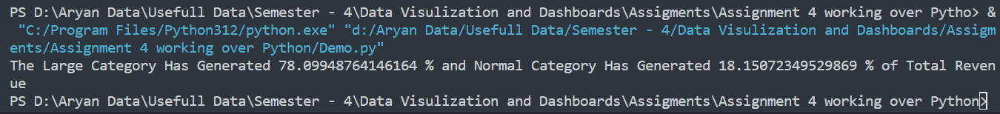 PS D:\Aryan Data\Usefull Data\Semester - 4\Data Visulization and Dashboards\Assigments\Assignment 4 working over Pytho> &
"C:/Program Files/Python312/python.exe" "d:/Aryan Data/Usefull Data/Semester - 4/Data Visulization and Dashboards/Assigm
ents/Assignment 4 working over Python/Demo.py"
The Large Category Has Generated 78.09948764146164 % and Normal Category Has Generated 18.15072349529869 % of Total Reven
ue
PS D:\Aryan Data\Usefull Data\Semester - 4\Data Visulization and Dashboards\Assigments\Assignment 4 working over Python>